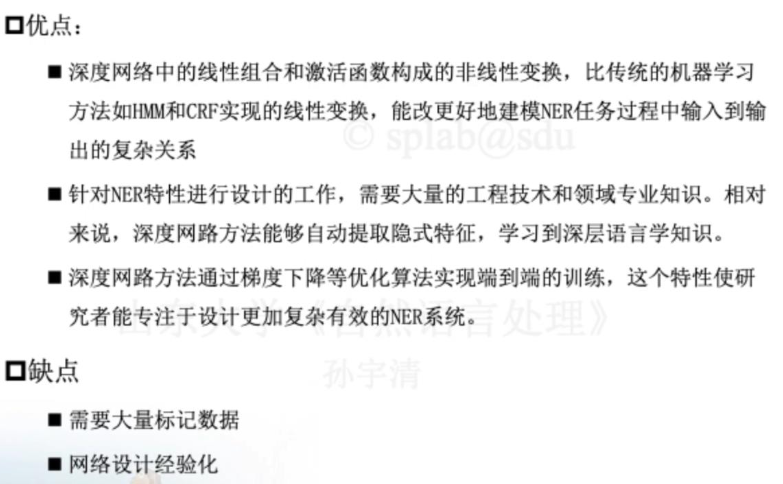 优点：
深度网络中的线性组合和激活函数构成的非线性变换，比传统的机器学习
方法如HMM和CRF实现的线性变换，能改更好地建模NER任务过程中输入到输
© splab@sdu
出的复杂关系
针对NER特性进行设计的工作，需要大量的工程技术和领域专业知识。相对
来说，深度网路方法能够自动提取隐式特征，学习到深层语言学知识。
深度网路方法通过梯度下降等优化算法实现端到端的训练，这个特性使研
究者能专注于设计更加复杂有效的NER系统。
山东大学《自然语言处理》
缺点
孙宇清
需要大量标记数据
网络设计经验化